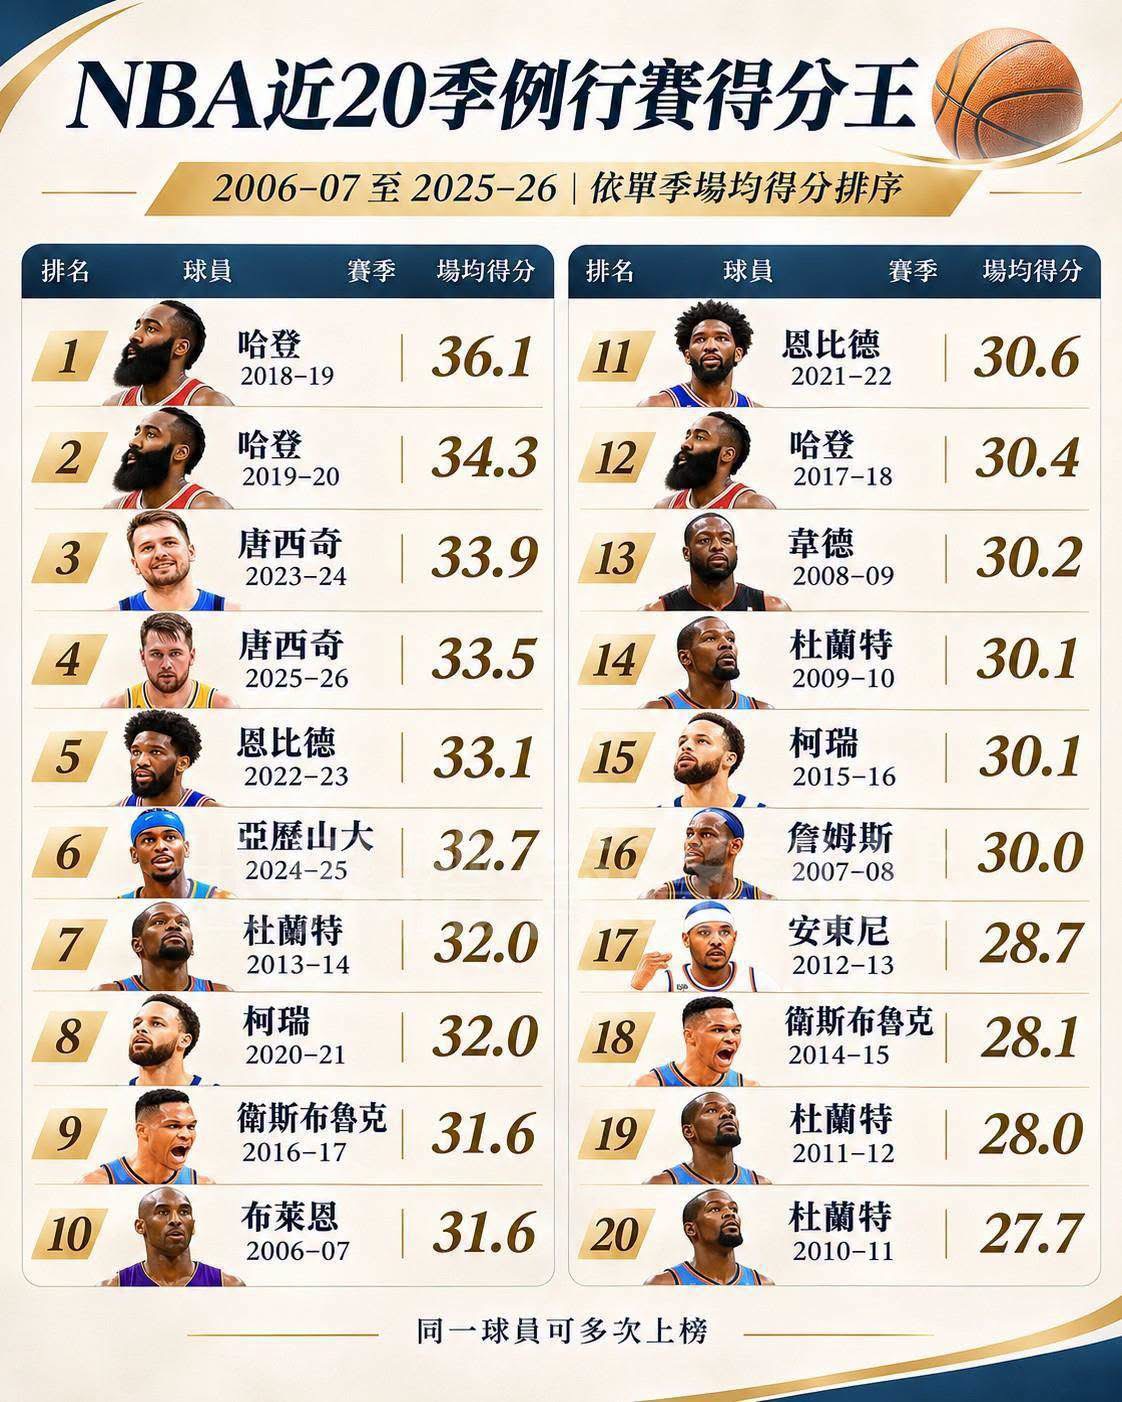 NBA近20季例行賽得分王
2006-07 至 2025-26 | 依單季場均得分排序
排名 球員 賽季 場均得分
1 哈登 2018-19 36.1
2 哈登 2019-20 34.3
3 唐西奇 2023-24 33.9
4 唐西奇 2025-26 33.5
5 恩比德 2022-23 33.1
6 亞歷山大 2024-25 32.7
7 杜蘭特 2013-14 32.0
8 柯瑞 2020-21 32.0
9 衛斯布魯克 2016-17 31.6
10 布萊恩 2006-07 31.6
排名 球員 賽季 場均得分
11 恩比德 2021-22 30.6
12 哈登 2017-18 30.4
13 韋德 2008-09 30.2
14 杜蘭特 2009-10 30.1
15 柯瑞 2015-16 30.1
16 詹姆斯 2007-08 30.0
17 安東尼 2012-13 28.7
18 衛斯布魯克 2014-15 28.1
19 杜蘭特 2011-12 28.0
20 杜蘭特 2010-11 27.7
同一球員可多次上榜